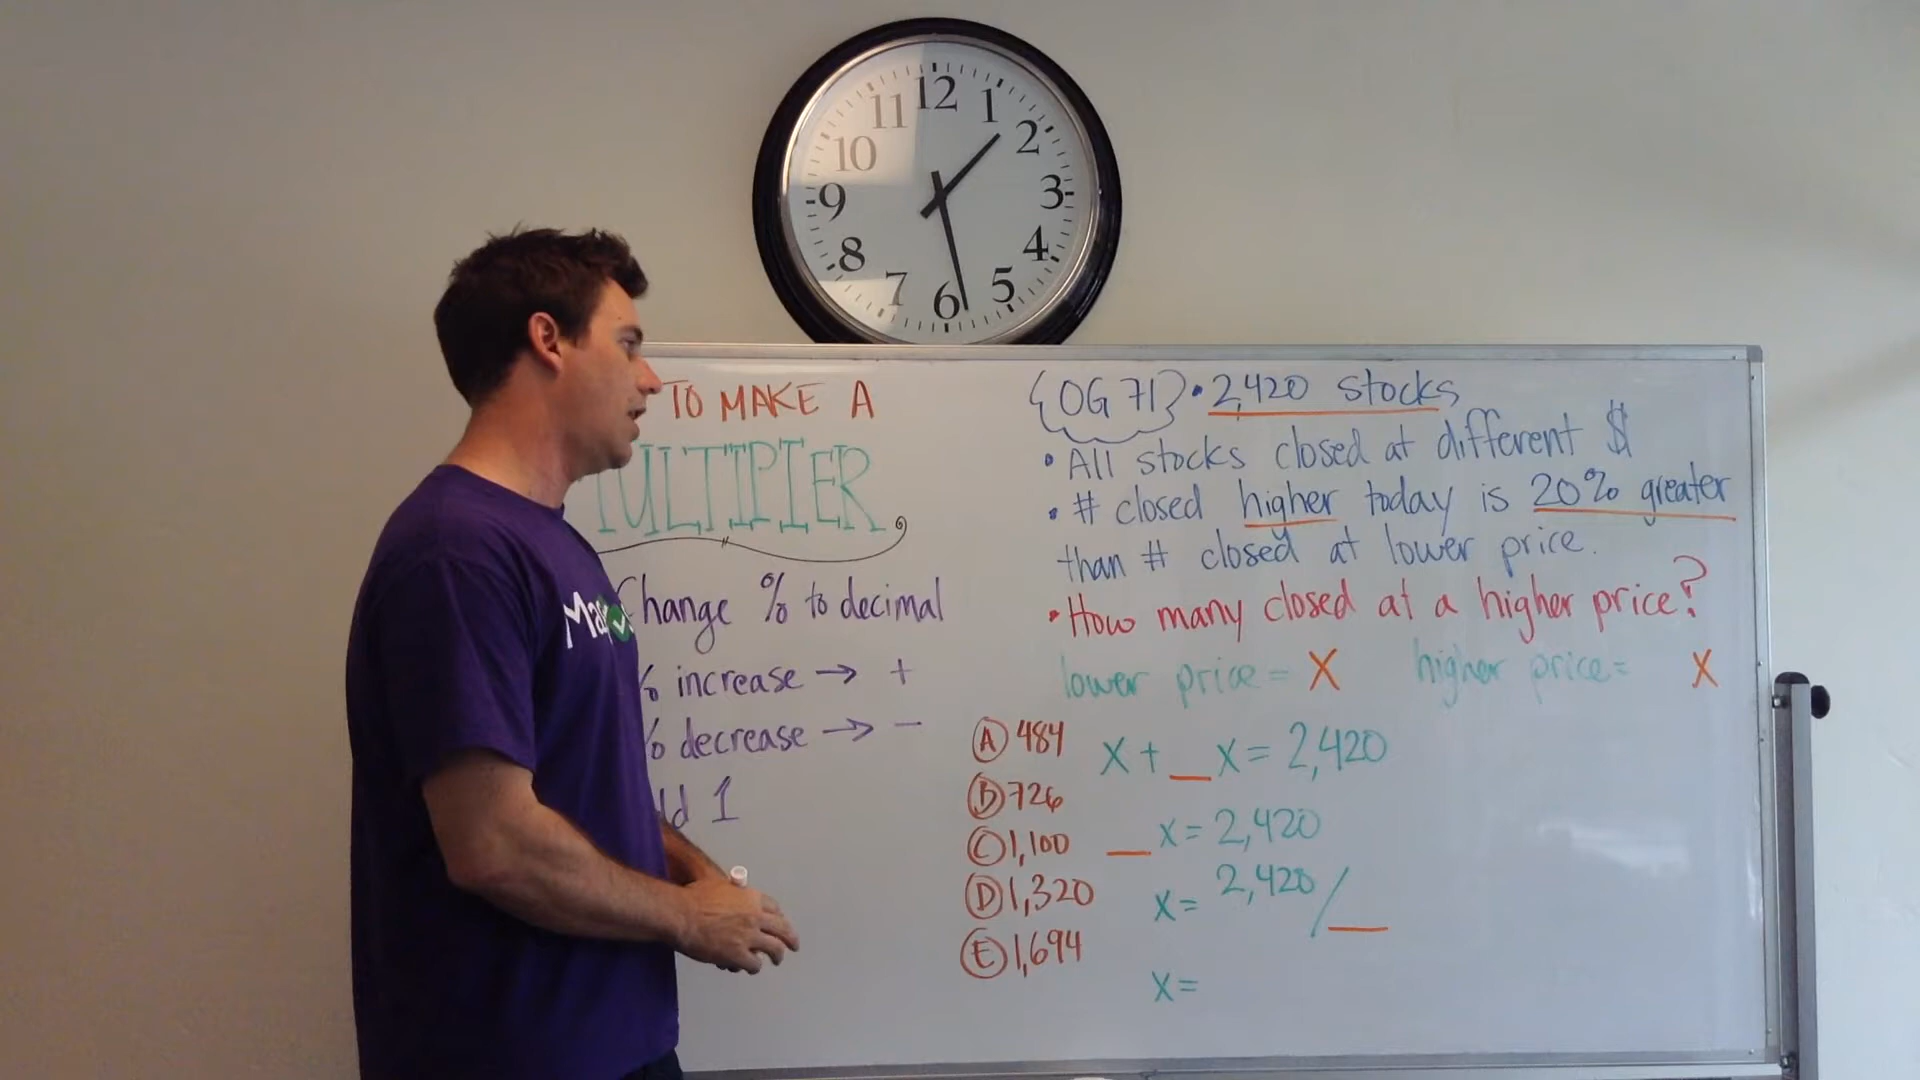 12
1
2
3
4
5
6
7
8
9
10
11
TO MAKE A
MULTIPIER
Change % to decimal
% increase → +
% decrease → -
1
{OG 71} • 2,420 stocks
• All stocks closed at different $
• # closed higher today is 20% greater
than # closed at lower price.
• How many closed at a higher price?
lower price = X higher price = X
Ⓐ 484
Ⓑ 726
Ⓒ 1,100
Ⓓ 1,320
Ⓔ 1,694
X + _ X = 2,420
_ X = 2,420
X = 2,420/_
X =